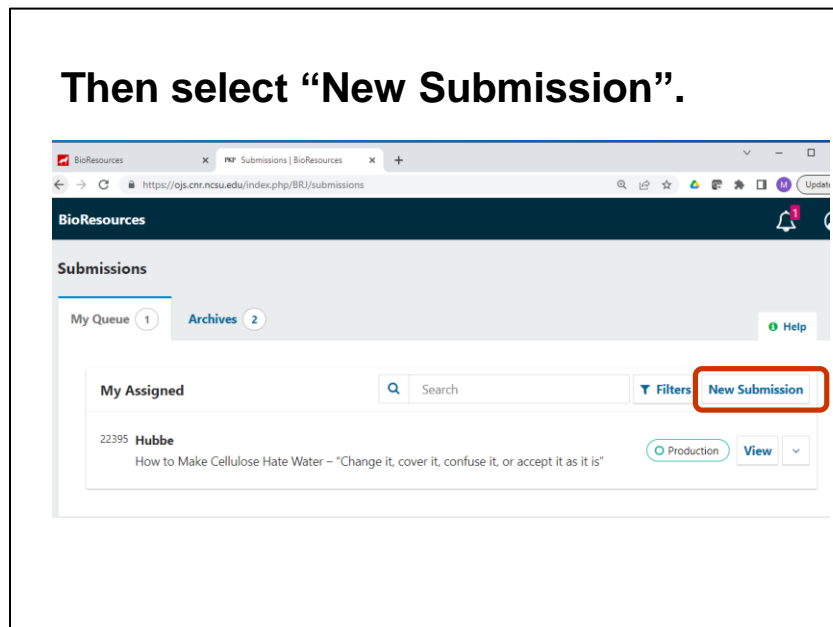 Then select “New Submission”.
BioResources
PKP Submissions | BioResources
https://ojs.cnr.ncsu.edu/index.php/BRJ/submissions
M
Update
BioResources
1
Submissions
My Queue 1 Archives 2
Help
My Assigned Search Filters New Submission
22395 Hubbe Production View
How to Make Cellulose Hate Water – “Change it, cover it, confuse it, or accept it as it is”